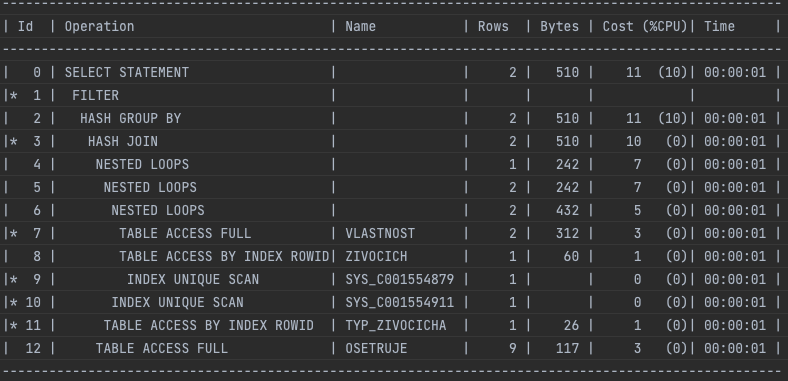 --------------------------------------------------------------------------------------------------
| Id  | Operation                        | Name           | Rows  | Bytes | Cost (%CPU)| Time     |
--------------------------------------------------------------------------------------------------
|   0 | SELECT STATEMENT                 |                |     2 |   510 |    11  (10)| 00:00:01 |
|*  1 |  FILTER                          |                |       |       |            |          |
|   2 |   HASH GROUP BY                  |                |     2 |   510 |    11  (10)| 00:00:01 |
|*  3 |    HASH JOIN                     |                |     2 |   510 |    10   (0)| 00:00:01 |
|   4 |     NESTED LOOPS                 |                |     1 |   242 |     7   (0)| 00:00:01 |
|   5 |      NESTED LOOPS                |                |     2 |   242 |     7   (0)| 00:00:01 |
|   6 |       NESTED LOOPS               |                |     2 |   432 |     5   (0)| 00:00:01 |
|*  7 |        TABLE ACCESS FULL         | VLASTNOST      |     2 |   312 |     3   (0)| 00:00:01 |
|   8 |        TABLE ACCESS BY INDEX ROWID| ZIVOCICH       |     1 |    60 |     1   (0)| 00:00:01 |
|*  9 |         INDEX UNIQUE SCAN        | SYS_C001554879 |     1 |       |     0   (0)| 00:00:01 |
|* 10 |       INDEX UNIQUE SCAN          | SYS_C001554911 |     1 |       |     0   (0)| 00:00:01 |
|* 11 |      TABLE ACCESS BY INDEX ROWID | TYP_ZIVOCICHA  |     1 |    26 |     1   (0)| 00:00:01 |
|  12 |     TABLE ACCESS FULL            | OSETRUJE       |     9 |   117 |     3   (0)| 00:00:01 |
--------------------------------------------------------------------------------------------------